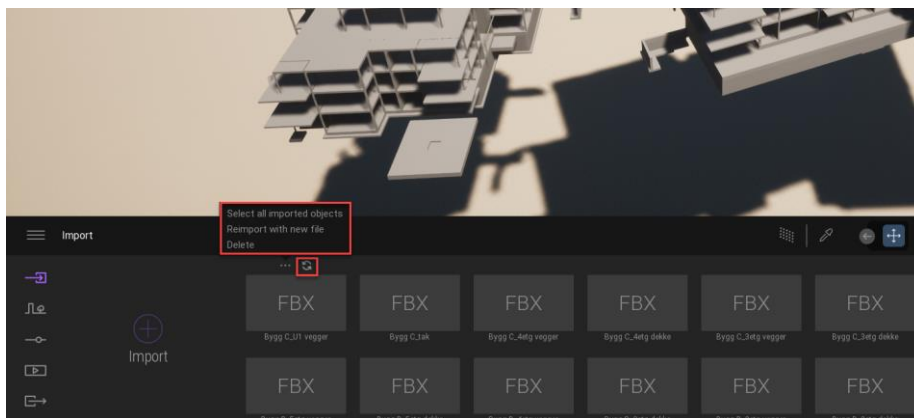 Select all imported objects
Reimport with new file
Delete
Import
Import
FBX
FBX
FBX
FBX
FBX
FBX
Bygg C_U1 vegger
Bygg C_tak
Bygg C_4etg vegger
Bygg C_4etg dekke
Bygg C_3etg vegger
Bygg C_3etg dekke
FBX
FBX
FBX
FBX
FBX
FBX